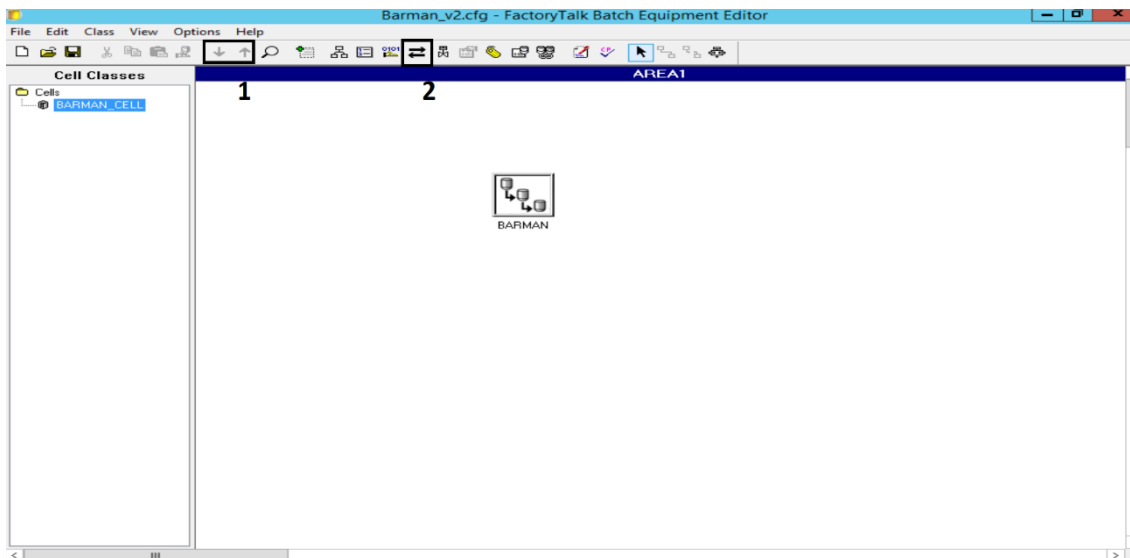 Barman_v2.cfg - FactoryTalk Batch Equipment Editor
File Edit Class View Options Help
Cell Classes
AREA1
1
2
Cells
BARMAN_CELL
BARMAN